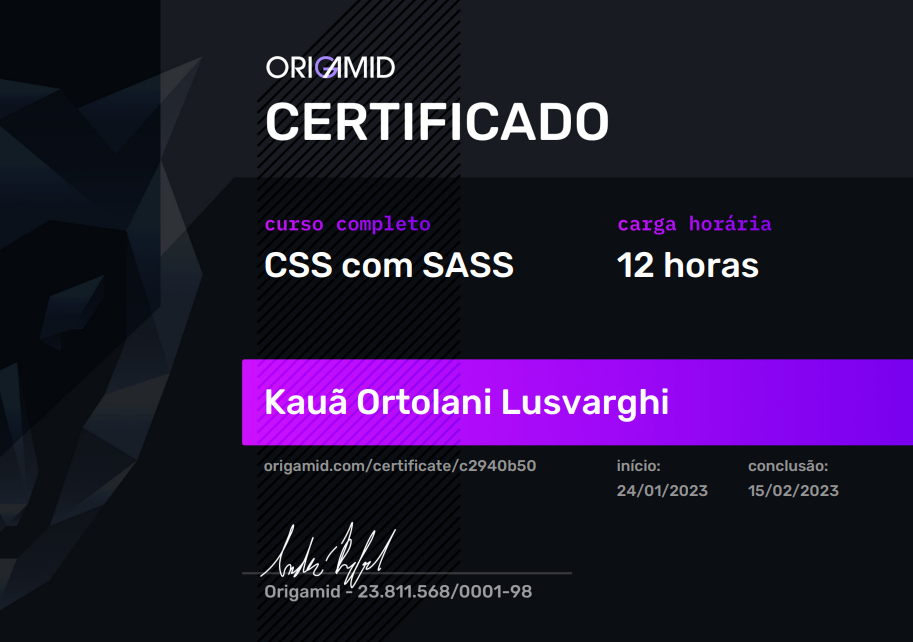 ORIGAMID
CERTIFICADO
curso completo
carga horária
CSS com SASS
12 horas
Kauã Ortolani Lusvarghi
origamid.com/certificate/c2940b50
início:
conclusão:
24/01/2023
15/02/2023
Origamid - 23.811.568/0001-98